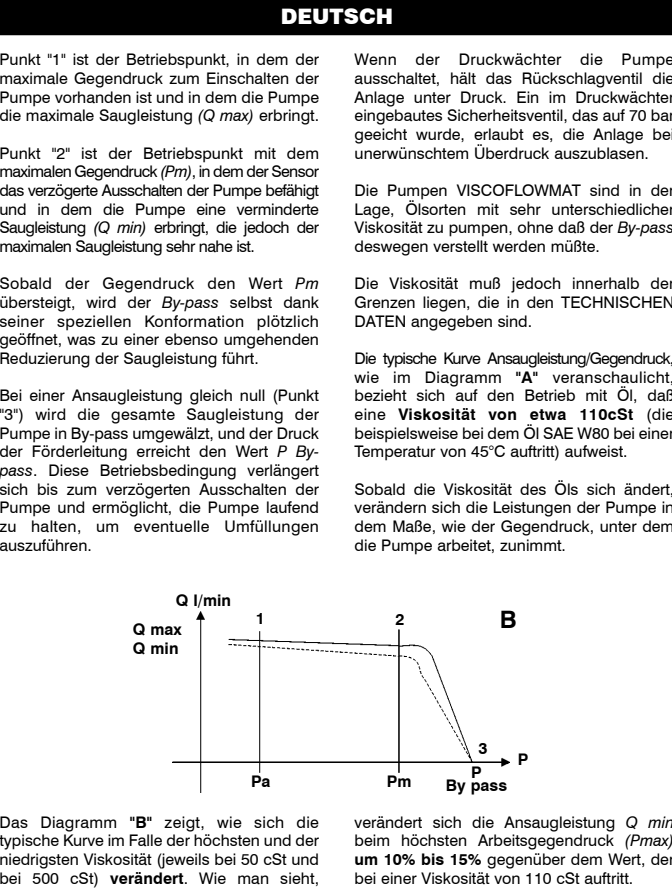 DEUTSCH
Punkt "1" ist der Betriebspunkt, in dem der
maximale Gegendruck zum Einschalten der
Pumpe vorhanden ist und in dem die Pumpe
die maximale Saugleistung (Q max) erbringt.
Punkt "2" ist der Betriebspunkt mit dem
maximalen Gegendruck (Pm), in dem der Sensor
das verzögerte Ausschalten der Pumpe befähigt
und in dem die Pumpe eine verminderte
Saugleistung (Q min) erbringt, die jedoch der
maximalen Saugleistung sehr nahe ist.
Sobald der Gegendruck den Wert Pm
übersteigt, wird der By-pass selbst dank
seiner speziellen Konformation plötzlich
geöffnet, was zu einer ebenso umgehenden
Reduzierung der Saugleistung führt.
Bei einer Ansaugleistung gleich null (Punkt
"3") wird die gesamte Saugleistung der
Pumpe in By-pass umgewälzt, und der Druck
der Förderleitung erreicht den Wert P By-
pass. Diese Betriebsbedingung verlängert
sich bis zum verzögerten Ausschalten der
Pumpe und ermöglicht, die Pumpe laufend
zu halten, um eventuelle Umfüllungen
auszuführen.
Wenn der Druckwächter die Pumpe
ausschaltet, hält das Rückschlagventil die
Anlage unter Druck. Ein im Druckwächter
eingebautes Sicherheitsventil, das auf 70 bar
geeicht wurde, erlaubt es, die Anlage bei
unerwünschtem Überdruck auszublasen.
Die Pumpen VISCOFLOWMAT sind in der
Lage, Ölsorten mit sehr unterschiedlicher
Viskosität zu pumpen, ohne daß der By-pass
deswegen verstellt werden müßte.
Die Viskosität muß jedoch innerhalb der
Grenzen liegen, die in den TECHNISCHEN
DATEN angegeben sind.
Die typische Kurve Ansaugleistung/Gegendruck,
wie im Diagramm "A" veranschaulicht,
bezieht sich auf den Betrieb mit Öl, daß
eine Viskosität von etwa 110cSt (die
beispielsweise bei dem Öl SAE W80 bei einer
Temperatur von 45°C auftritt) aufweist.
Sobald die Viskosität des Öls sich ändert,
verändern sich die Leistungen der Pumpe in
dem Maße, wie der Gegendruck, unter dem
die Pumpe arbeitet, zunimmt.
Q l/min
1 2 B
Q max
Q min
3
P
Pa Pm P
By pass
Das Diagramm "B" zeigt, wie sich die
typische Kurve im Falle der höchsten und der
niedrigsten Viskosität (jeweils bei 50 cSt und
bei 500 cSt) verändert. Wie man sieht,
verändert sich die Ansaugleistung Q min
beim höchsten Arbeitsgegendruck (Pmax)
um 10% bis 15% gegenüber dem Wert, der
bei einer Viskosität von 110 cSt auftritt.